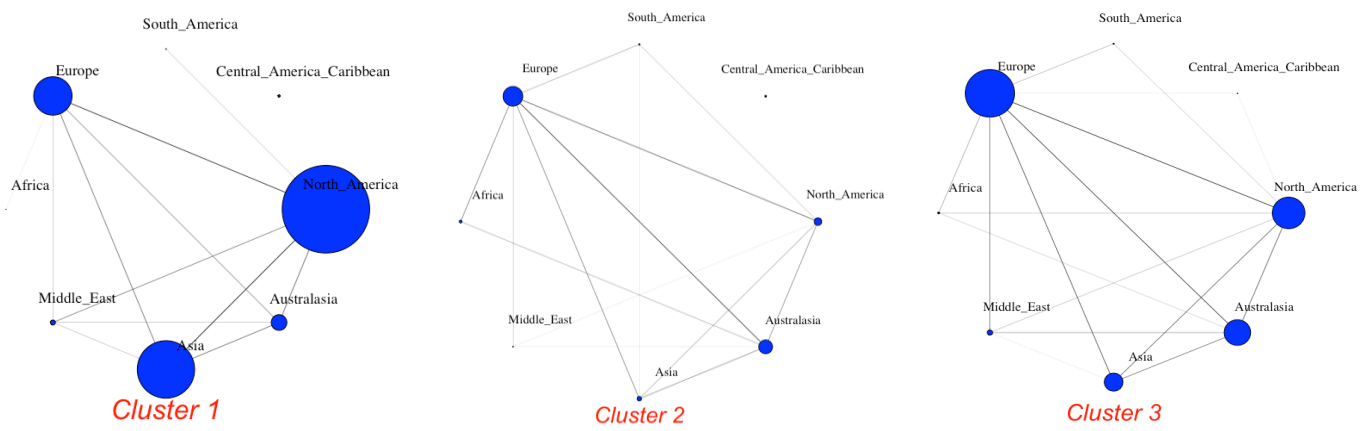 South_America
Europe
Central_America_Caribbean
Africa
North_America
Middle_East
Australasia
Asia
Cluster 1
South_America
Europe
Central_America_Caribbean
Africa
North_America
Middle_East
Australasia
Asia
Cluster 2
South_America
Europe
Central_America_Caribbean
Africa
North_America
Middle_East
Australasia
Asia
Cluster 3